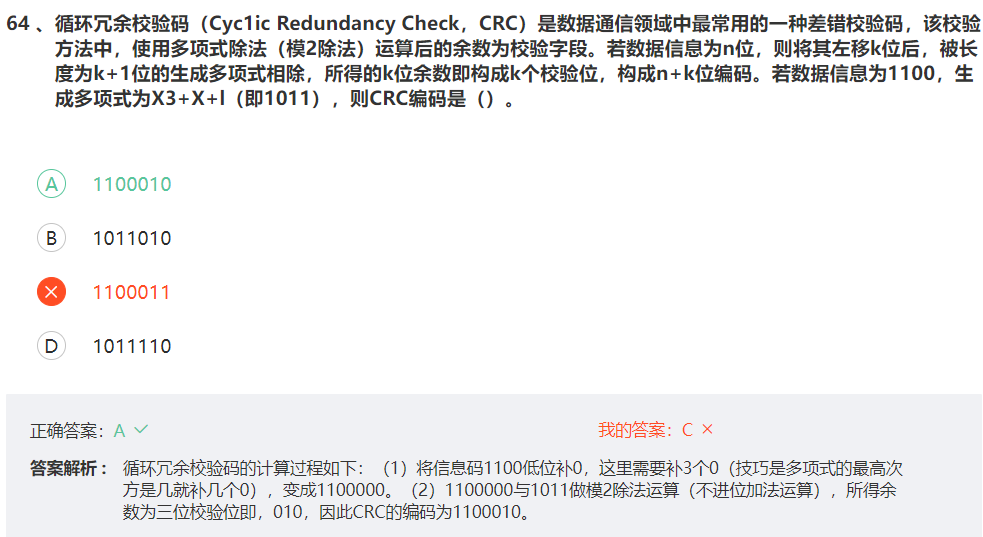 64 、循环冗余校验码（Cyc1ic Redundancy Check，CRC）是数据通信领域中最常用的一种差错校验码，该校验
方法中，使用多项式除法（模2除法）运算后的余数为校验字段。若数据信息为n位，则将其左移k位后，被长
度为k+1位的生成多项式相除，所得的k位余数即构成k个校验位，构成n+k位编码。若数据信息为1100，生
成多项式为X3+X+l（即1011），则CRC编码是（）。
A 1100010
B 1011010
1100011
D 1011110
正确答案：A
我的答案：C
答案解析： 循环冗余校验码的计算过程如下：（1）将信息码1100低位补0，这里需要补3个0（技巧是多项式的最高次
方是几就补几个0），变成1100000。（2）1100000与1011做模2除法运算（不进位加法运算），所得余
数为三位校验位即，010，因此CRC的编码为1100010。